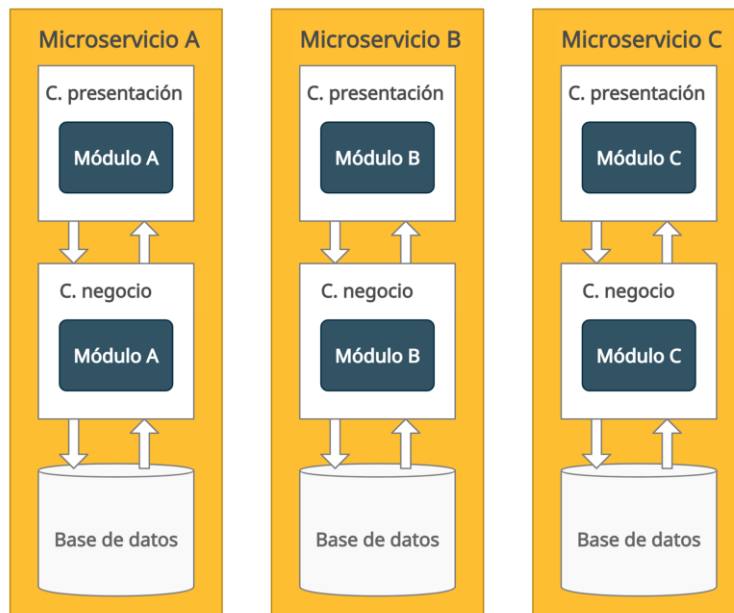 Microservicio A
C. presentación
Módulo A
C. negocio
Módulo A
Base de datos
Microservicio B
C. presentación
Módulo B
C. negocio
Módulo B
Base de datos
Microservicio C
C. presentación
Módulo C
C. negocio
Módulo C
Base de datos